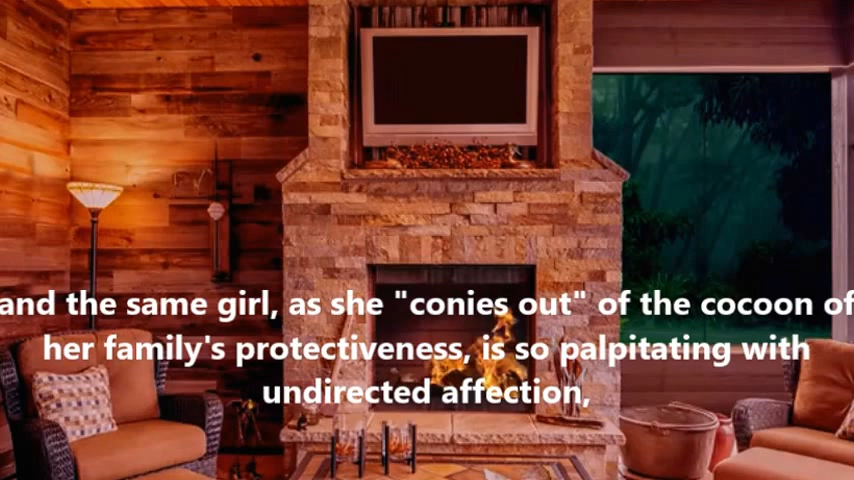 and the same girl, as she "conies out" of the cocoon of
her family's protectiveness, is so palpitating with
undirected affection,